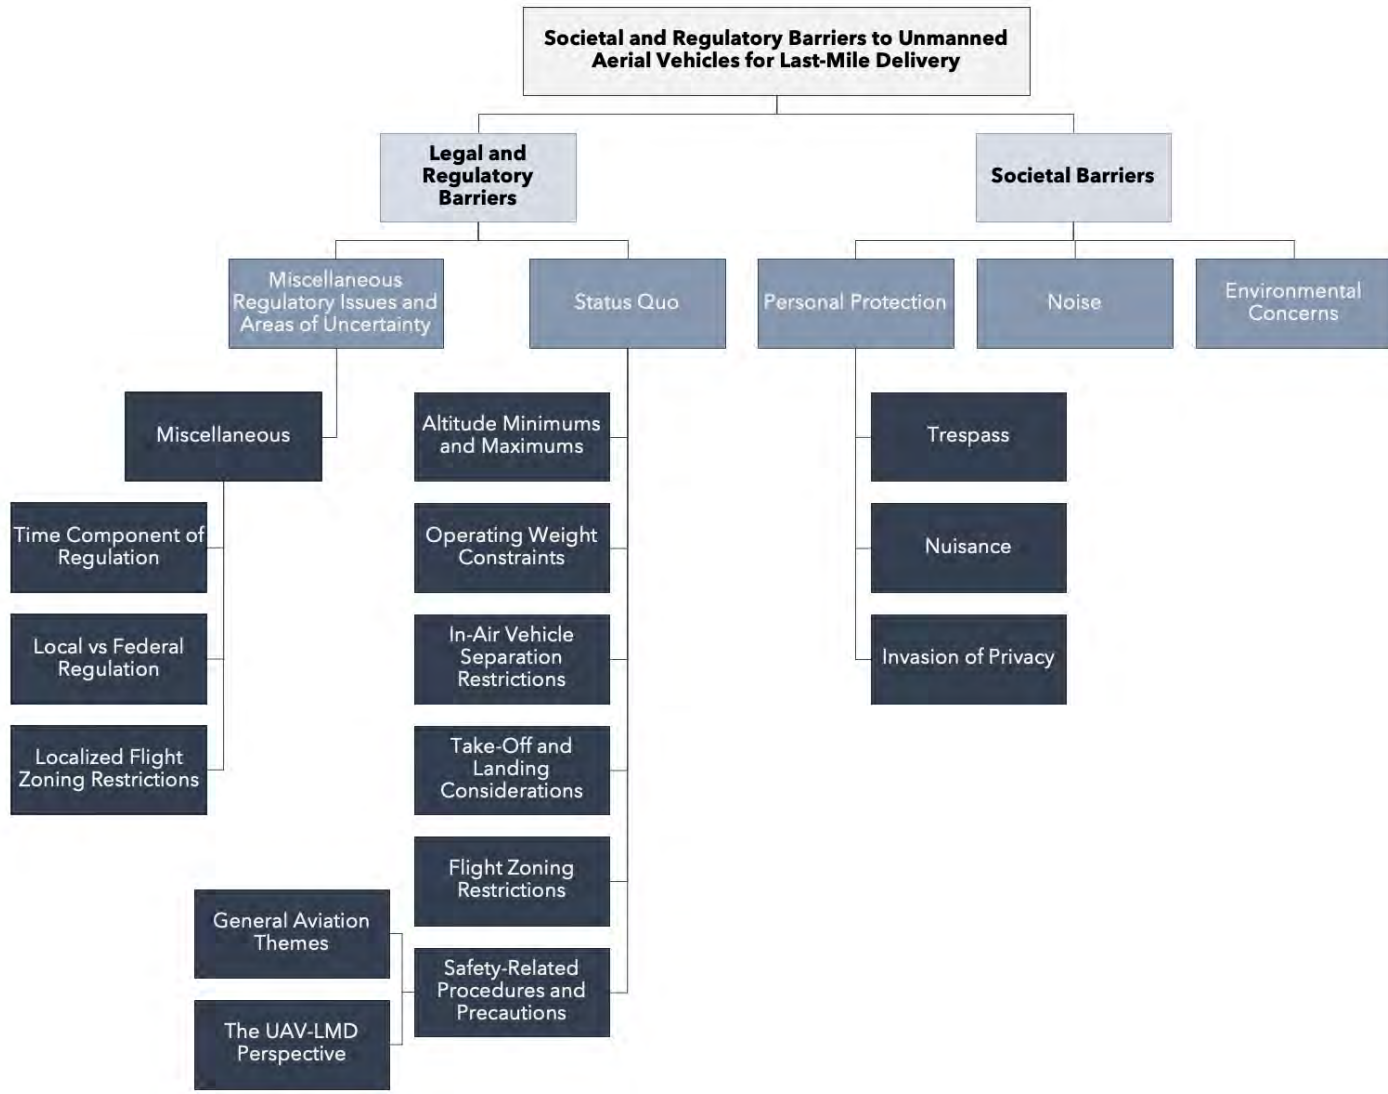 Societal and Regulatory Barriers to Unmanned
Aerial Vehicles for Last-Mile Delivery
Legal and
Regulatory
Barriers
Societal Barriers
Miscellaneous
Regulatory Issues and
Areas of Uncertainty
Status Quo
Personal Protection
Noise
Environmental
Concerns
Miscellaneous
Time Component of
Regulation
Local vs Federal
Regulation
Localized Flight
Zoning Restrictions
Altitude Minimums
and Maximums
Operating Weight
Constraints
In-Air Vehicle
Separation
Restrictions
Take-Off and
Landing
Considerations
Flight Zoning
Restrictions
Safety-Related
Procedures and
Precautions
General Aviation
Themes
The UAV-LMD
Perspective
Trespass
Nuisance
Invasion of Privacy